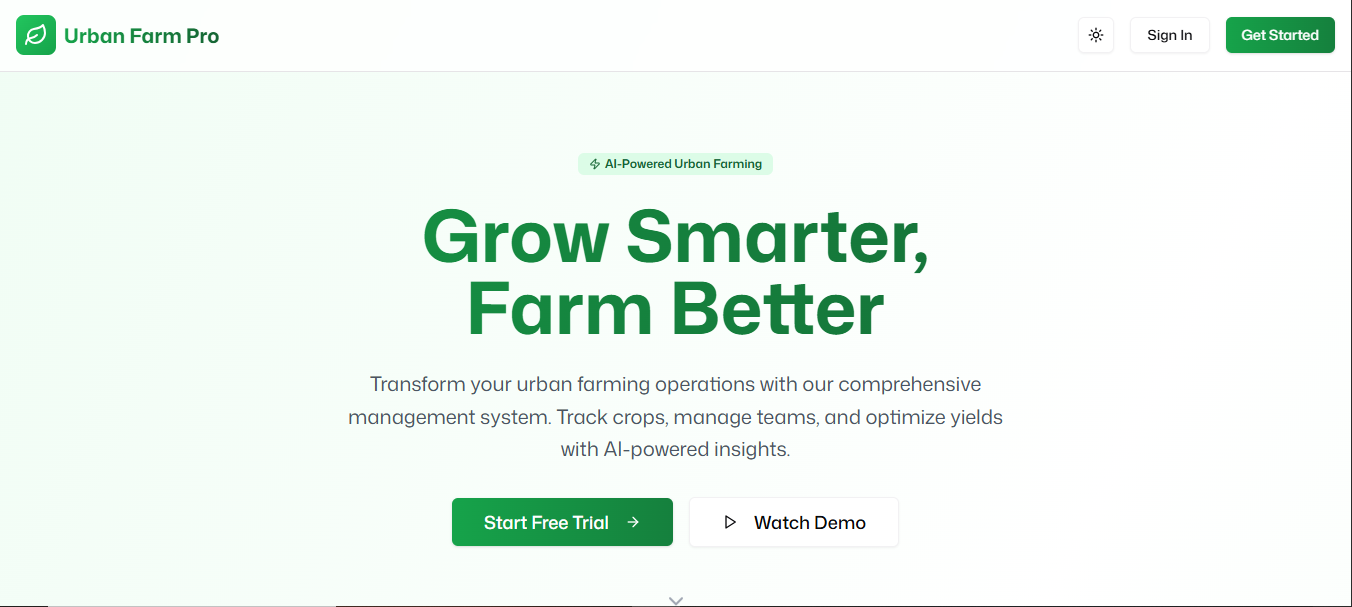 Urban Farm Pro
Sign In
Get Started
AI-Powered Urban Farming
Grow Smarter,
Farm Better
Transform your urban farming operations with our comprehensive
management system. Track crops, manage teams, and optimize yields
with AI-powered insights.
Start Free Trial
Watch Demo